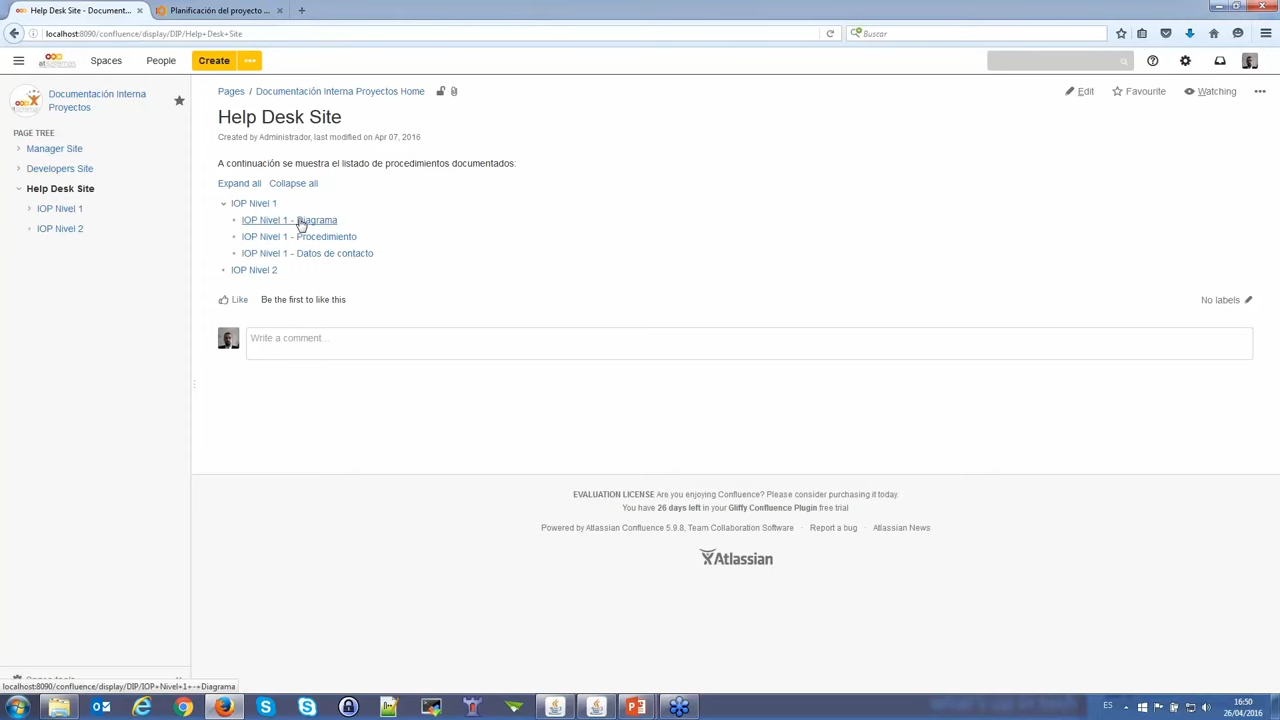 Help Desk Site - Document...
Planificación del proyecto ...
localhost:8090/confluence/display/DIP/Help+Desk+Site
Buscar
Spaces
People
Create
Documentación Interna
Proyectos
PAGE TREE
Manager Site
Developers Site
Help Desk Site
IOP Nivel 1
IOP Nivel 2
Pages / Documentación Interna Proyectos Home
Edit
Favourite
Watching
Help Desk Site
Created by Administrador, last modified on Apr 07, 2016
A continuación se muestra el listado de procedimientos documentados:
Expand all Collapse all
IOP Nivel 1
IOP Nivel 1 - Diagrama
IOP Nivel 1 - Procedimiento
IOP Nivel 1 - Datos de contacto
IOP Nivel 2
Like Be the first to like this
No labels
Write a comment...
EVALUATION LICENSE Are you enjoying Confluence? Please consider purchasing it today.
You have 26 days left in your Gliffy Confluence Plugin free trial
Powered by Atlassian Confluence 5.9.8, Team Collaboration Software · Report a bug · Atlassian News
Atlassian
localhost:8090/confluence/display/DIP/IOP+Nivel+1+-+Diagrama
ES
16:50
26/04/2016